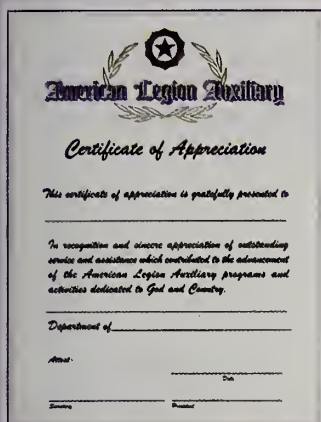 American Legion Auxiliary
Certificate of Appreciation
This certificate of appreciation is gratefully presented to
In recognition and sincere appreciation of outstanding
service and assistance which contributed to the advancement
of the American Legion Auxiliary programs and
activities dedicated to God and Country.
Department of
Attest:
Date
Secretary President